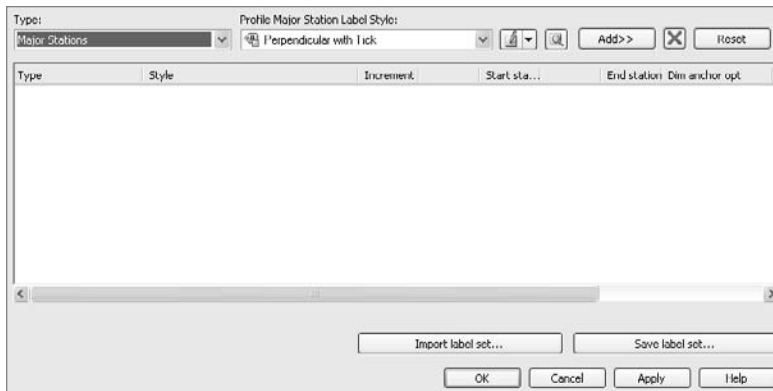 Type: Profile Major Station Label Style:
Major Stations Perpendicular with Tick Add>> Reset
Type Style Increment Start sta... End station Dim anchor opt
Import label set... Save label set...
OK Cancel Apply Help